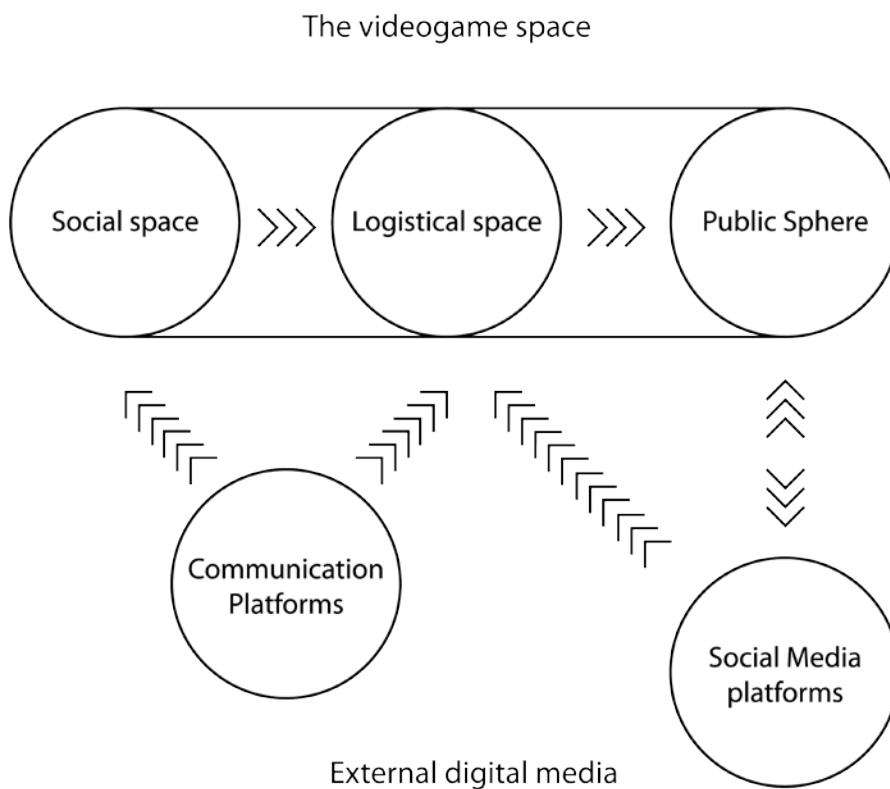 The videogame space
Social space
Logistical space
Public Sphere
Communication
Platforms
Social Media
platforms
External digital media